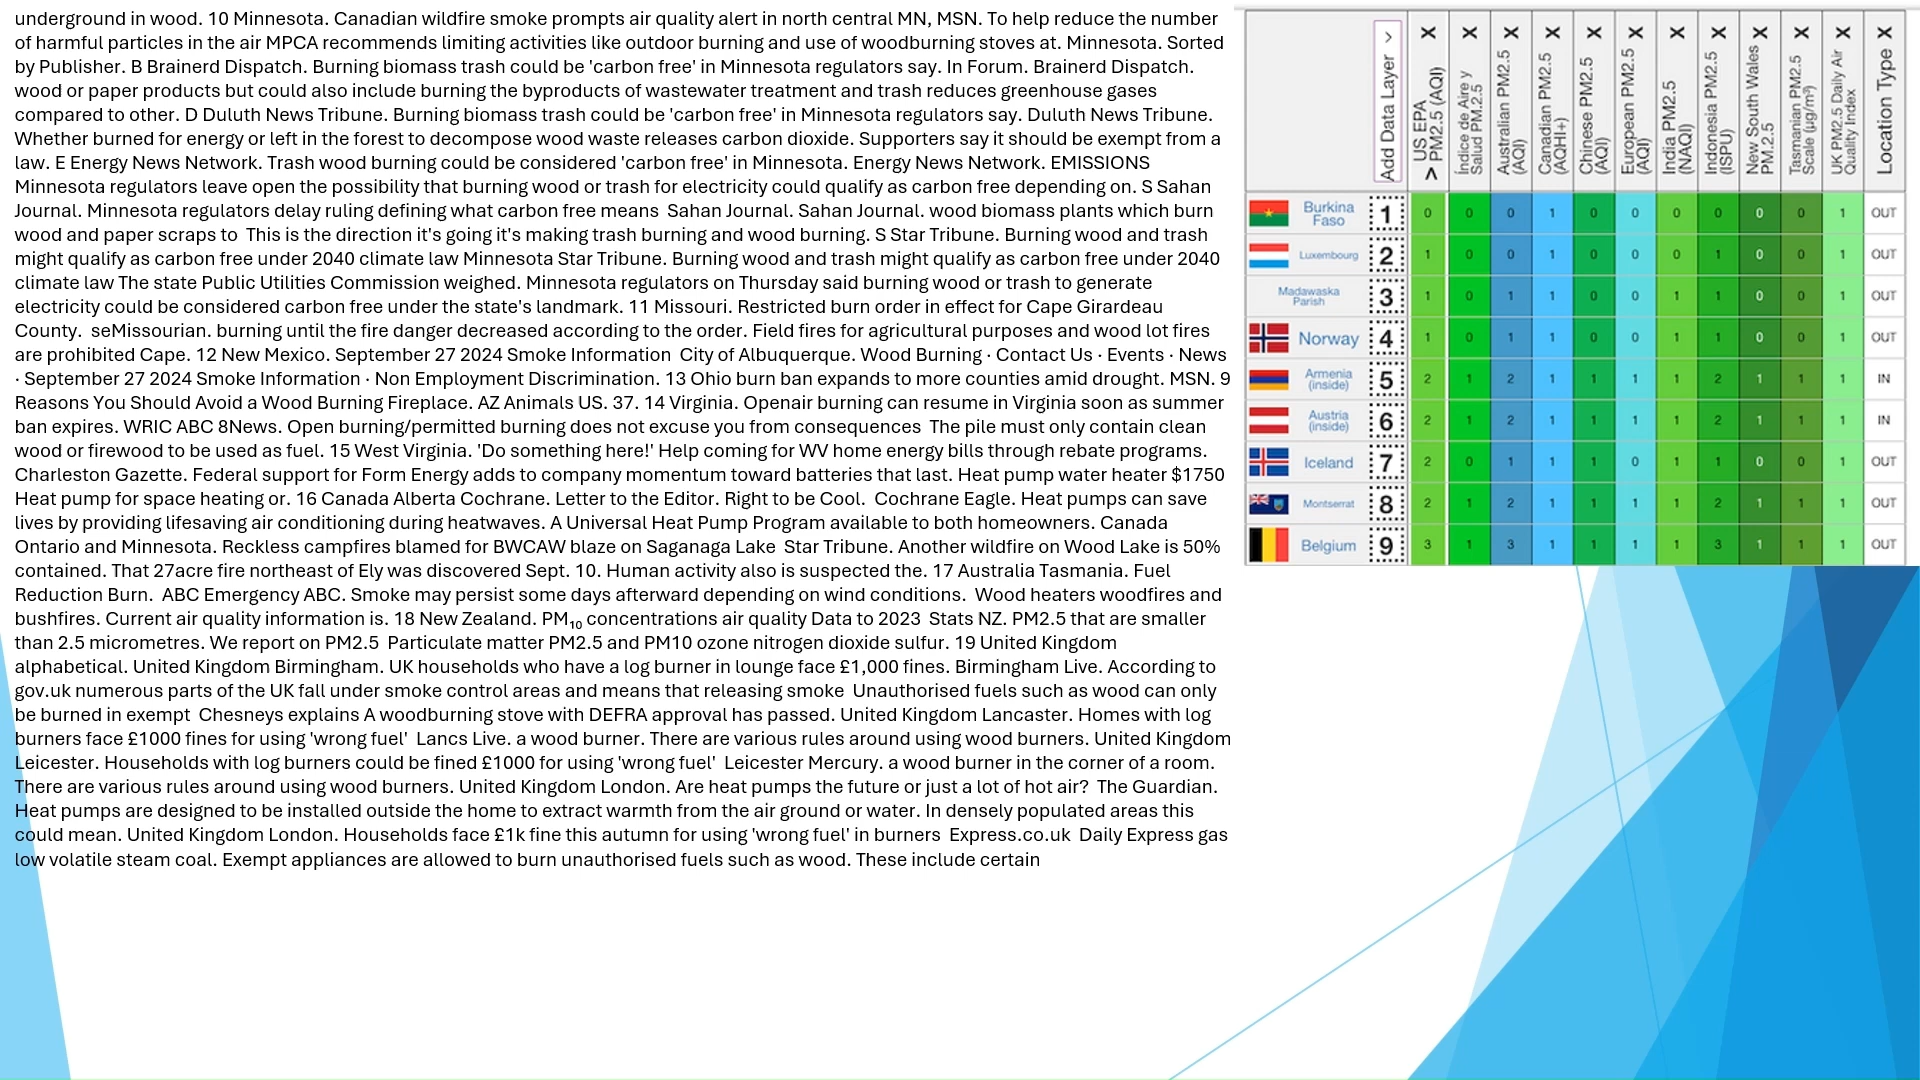 underground in wood. 10 Minnesota. Canadian wildfire smoke prompts air quality alert in north central MN, MSN. To help reduce the number
of harmful particles in the air MPCA recommends limiting activities like outdoor burning and use of woodburning stoves at. Minnesota. Sorted
by Publisher. B Brainerd Dispatch. Burning biomass trash could be 'carbon free' in Minnesota regulators say. In Forum. Brainerd Dispatch.
wood or paper products but could also include burning the byproducts of wastewater treatment and trash reduces greenhouse gases
compared to other. D Duluth News Tribune. Burning biomass trash could be 'carbon free' in Minnesota regulators say. Duluth News Tribune.
Whether burned for energy or left in the forest to decompose wood waste releases carbon dioxide. Supporters say it should be exempt from a
law. E Energy News Network. Trash wood burning could be considered 'carbon free' in Minnesota. Energy News Network. EMISSIONS
Minnesota regulators leave open the possibility that burning wood or trash for electricity could qualify as carbon free depending on. S Sahan
Journal. Minnesota regulators delay ruling defining what carbon free means  Sahan Journal. Sahan Journal. wood biomass plants which burn
wood and paper scraps to  This is the direction it's going it's making trash burning and wood burning. S Star Tribune. Burning wood and trash
might qualify as carbon free under 2040 climate law Minnesota Star Tribune. Burning wood and trash might qualify as carbon free under 2040
climate law The state Public Utilities Commission weighed. Minnesota regulators on Thursday said burning wood or trash to generate
electricity could be considered carbon free under the state's landmark. 11 Missouri. Restricted burn order in effect for Cape Girardeau
County.  seMissourian. burning until the fire danger decreased according to the order. Field fires for agricultural purposes and wood lot fires
are prohibited Cape. 12 New Mexico. September 27 2024 Smoke Information  City of Albuquerque. Wood Burning · Contact Us · Events · News
· September 27 2024 Smoke Information · Non Employment Discrimination. 13 Ohio burn ban expands to more counties amid drought. MSN. 9
Reasons You Should Avoid a Wood Burning Fireplace. AZ Animals US. 37. 14 Virginia. Openair burning can resume in Virginia soon as summer
ban expires. WRIC ABC 8News. Open burning/permitted burning does not excuse you from consequences  The pile must only contain clean
wood or firewood to be used as fuel. 15 West Virginia. 'Do something here!' Help coming for WV home energy bills through rebate programs.
Charleston Gazette. Federal support for Form Energy adds to company momentum toward batteries that last. Heat pump water heater $1750
Heat pump for space heating or. 16 Canada Alberta Cochrane. Letter to the Editor. Right to be Cool.  Cochrane Eagle. Heat pumps can save
lives by providing lifesaving air conditioning during heatwaves. A Universal Heat Pump Program available to both homeowners. Canada
Ontario and Minnesota. Reckless campfires blamed for BWCAW blaze on Saganaga Lake  Star Tribune. Another wildfire on Wood Lake is 50%
contained. That 27acre fire northeast of Ely was discovered Sept. 10. Human activity also is suspected the. 17 Australia Tasmania. Fuel
Reduction Burn.  ABC Emergency ABC. Smoke may persist some days afterward depending on wind conditions.  Wood heaters woodfires and
bushfires. Current air quality information is. 18 New Zealand. PM₁₀ concentrations air quality Data to 2023  Stats NZ. PM2.5 that are smaller
than 2.5 micrometres. We report on PM2.5  Particulate matter PM2.5 and PM10 ozone nitrogen dioxide sulfur. 19 United Kingdom
alphabetical. United Kingdom Birmingham. UK households who have a log burner in lounge face £1,000 fines. Birmingham Live. According to
gov.uk numerous parts of the UK fall under smoke control areas and means that releasing smoke  Unauthorised fuels such as wood can only
be burned in exempt  Chesneys explains A woodburning stove with DEFRA approval has passed. United Kingdom Lancaster. Homes with log
burners face £1000 fines for using 'wrong fuel'  Lancs Live. a wood burner. There are various rules around using wood burners. United Kingdom
Leicester. Households with log burners could be fined £1000 for using 'wrong fuel'  Leicester Mercury. a wood burner in the corner of a room.
There are various rules around using wood burners. United Kingdom London. Are heat pumps the future or just a lot of hot air?  The Guardian.
Heat pumps are designed to be installed outside the home to extract warmth from the air ground or water. In densely populated areas this
could mean. United Kingdom London. Households face £1k fine this autumn for using 'wrong fuel' in burners  Express.co.uk  Daily Express gas
low volatile steam coal. Exempt appliances are allowed to burn unauthorised fuels such as wood. These include certain
Add Data Layer >
X US EPA PM2.5 (AQI) >
X Índice de Aire y Salud PM2.5
X Australian PM2.5 (AQI)
X Canadian PM2.5 (AQHI+)
X Chinese PM2.5 (AQI)
X European PM2.5 (AQI)
X India PM2.5 (NAQI)
X Indonesia PM2.5 (ISPU)
X New South Wales PM2.5
X Tasmanian PM2.5 Scale (µg/m³)
X UK PM2.5 Daily Air Quality Index
X Location Type
Burkina Faso 1 0 0 0 1 0 0 0 0 0 0 1 OUT
Luxembourg 2 1 0 0 1 0 0 0 1 0 0 1 OUT
Madawaska Parish 3 1 0 1 1 0 0 1 1 0 0 1 OUT
Norway 4 1 0 1 1 0 0 1 1 0 0 1 OUT
Armenia (inside) 5 2 1 2 1 1 1 1 2 1 1 1 IN
Austria (inside) 6 2 1 2 1 1 1 1 2 1 1 1 IN
Iceland 7 2 0 1 1 1 0 1 1 0 0 1 OUT
Montserrat 8 2 1 2 1 1 1 1 2 1 1 1 OUT
Belgium 9 3 1 3 1 1 1 1 3 1 1 1 OUT